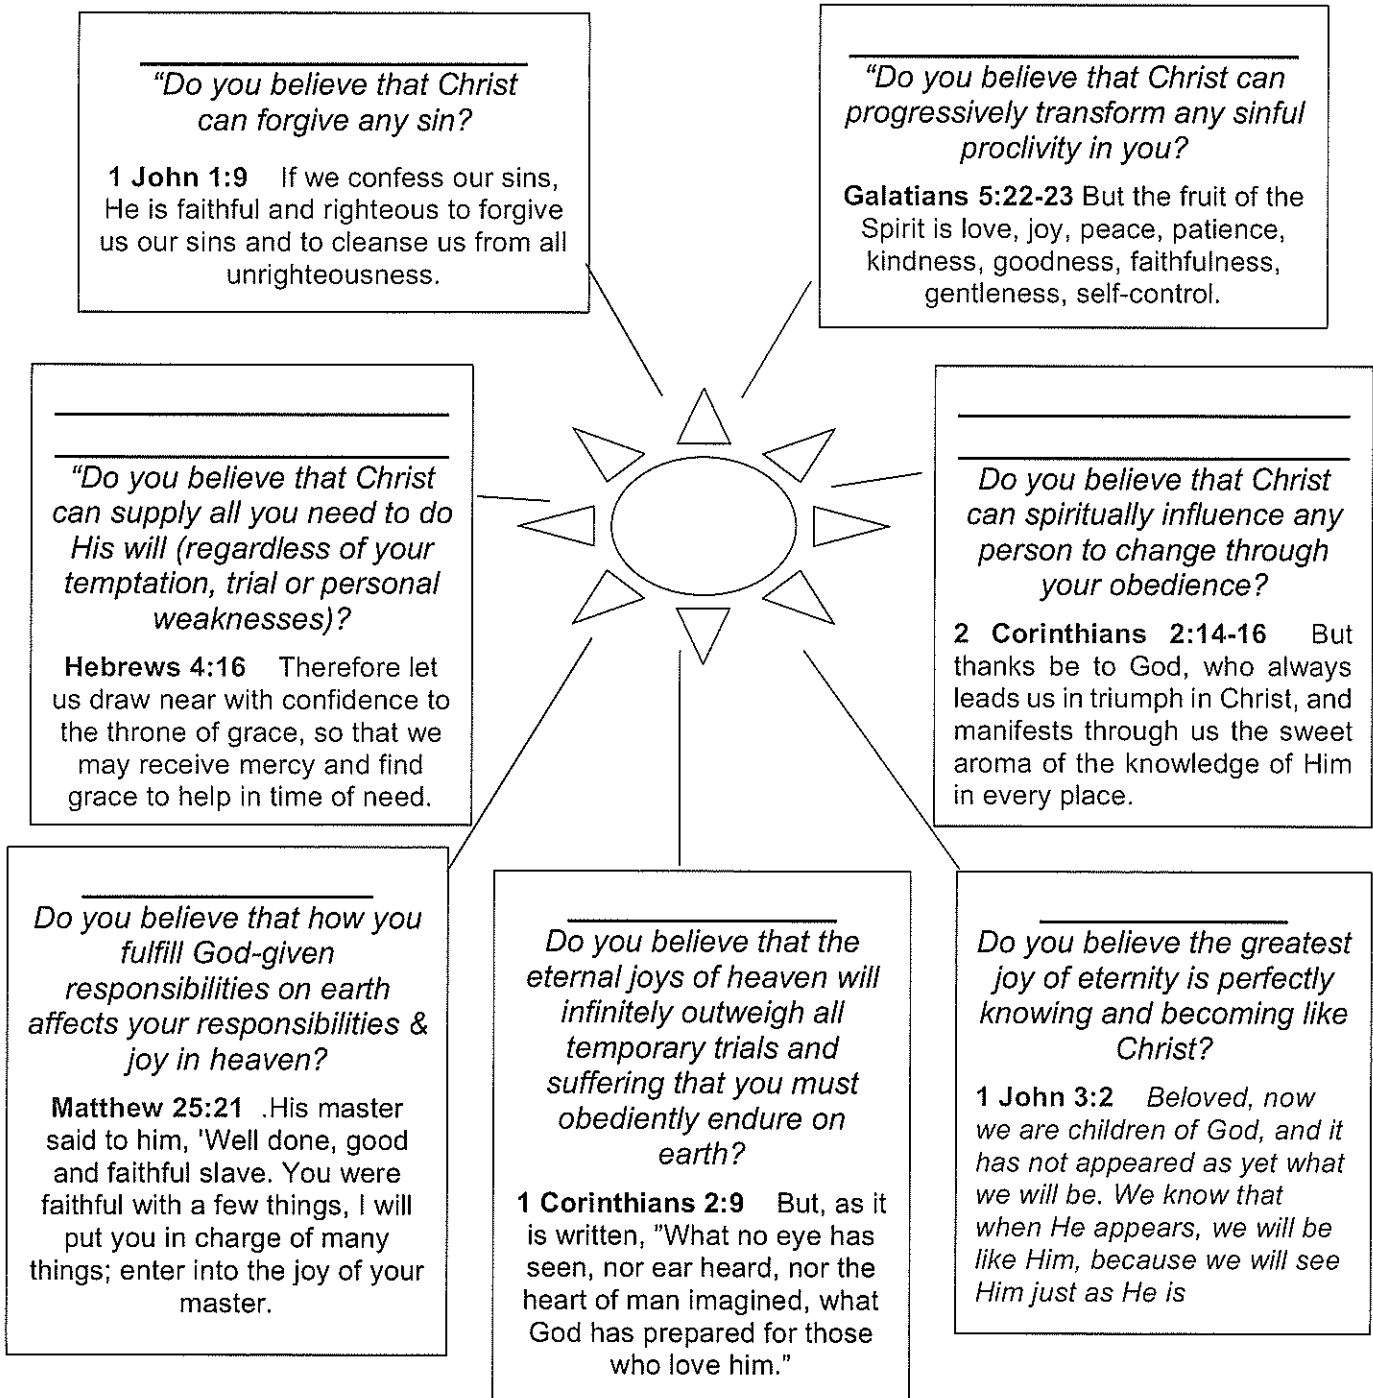 “Do you believe that Christ
can forgive any sin?
1 John 1:9 If we confess our sins,
He is faithful and righteous to forgive
us our sins and to cleanse us from all
unrighteousness.
“Do you believe that Christ can
progressively transform any sinful
proclivity in you?
Galatians 5:22-23 But the fruit of the
Spirit is love, joy, peace, patience,
kindness, goodness, faithfulness,
gentleness, self-control.
“Do you believe that Christ
can supply all you need to do
His will (regardless of your
temptation, trial or personal
weaknesses)?
Hebrews 4:16 Therefore let
us draw near with confidence to
the throne of grace, so that we
may receive mercy and find
grace to help in time of need.
Do you believe that Christ
can spiritually influence any
person to change through
your obedience?
2 Corinthians 2:14-16 But
thanks be to God, who always
leads us in triumph in Christ, and
manifests through us the sweet
aroma of the knowledge of Him
in every place.
Do you believe that how you
fulfill God-given
responsibilities on earth
affects your responsibilities &
joy in heaven?
Matthew 25:21 .His master
said to him, 'Well done, good
and faithful slave. You were
faithful with a few things, I will
put you in charge of many
things; enter into the joy of your
master.
Do you believe that the
eternal joys of heaven will
infinitely outweigh all
temporary trials and
suffering that you must
obediently endure on
earth?
1 Corinthians 2:9 But, as it
is written, "What no eye has
seen, nor ear heard, nor the
heart of man imagined, what
God has prepared for those
who love him."
Do you believe the greatest
joy of eternity is perfectly
knowing and becoming like
Christ?
1 John 3:2 Beloved, now
we are children of God, and it
has not appeared as yet what
we will be. We know that
when He appears, we will be
like Him, because we will see
Him just as He is